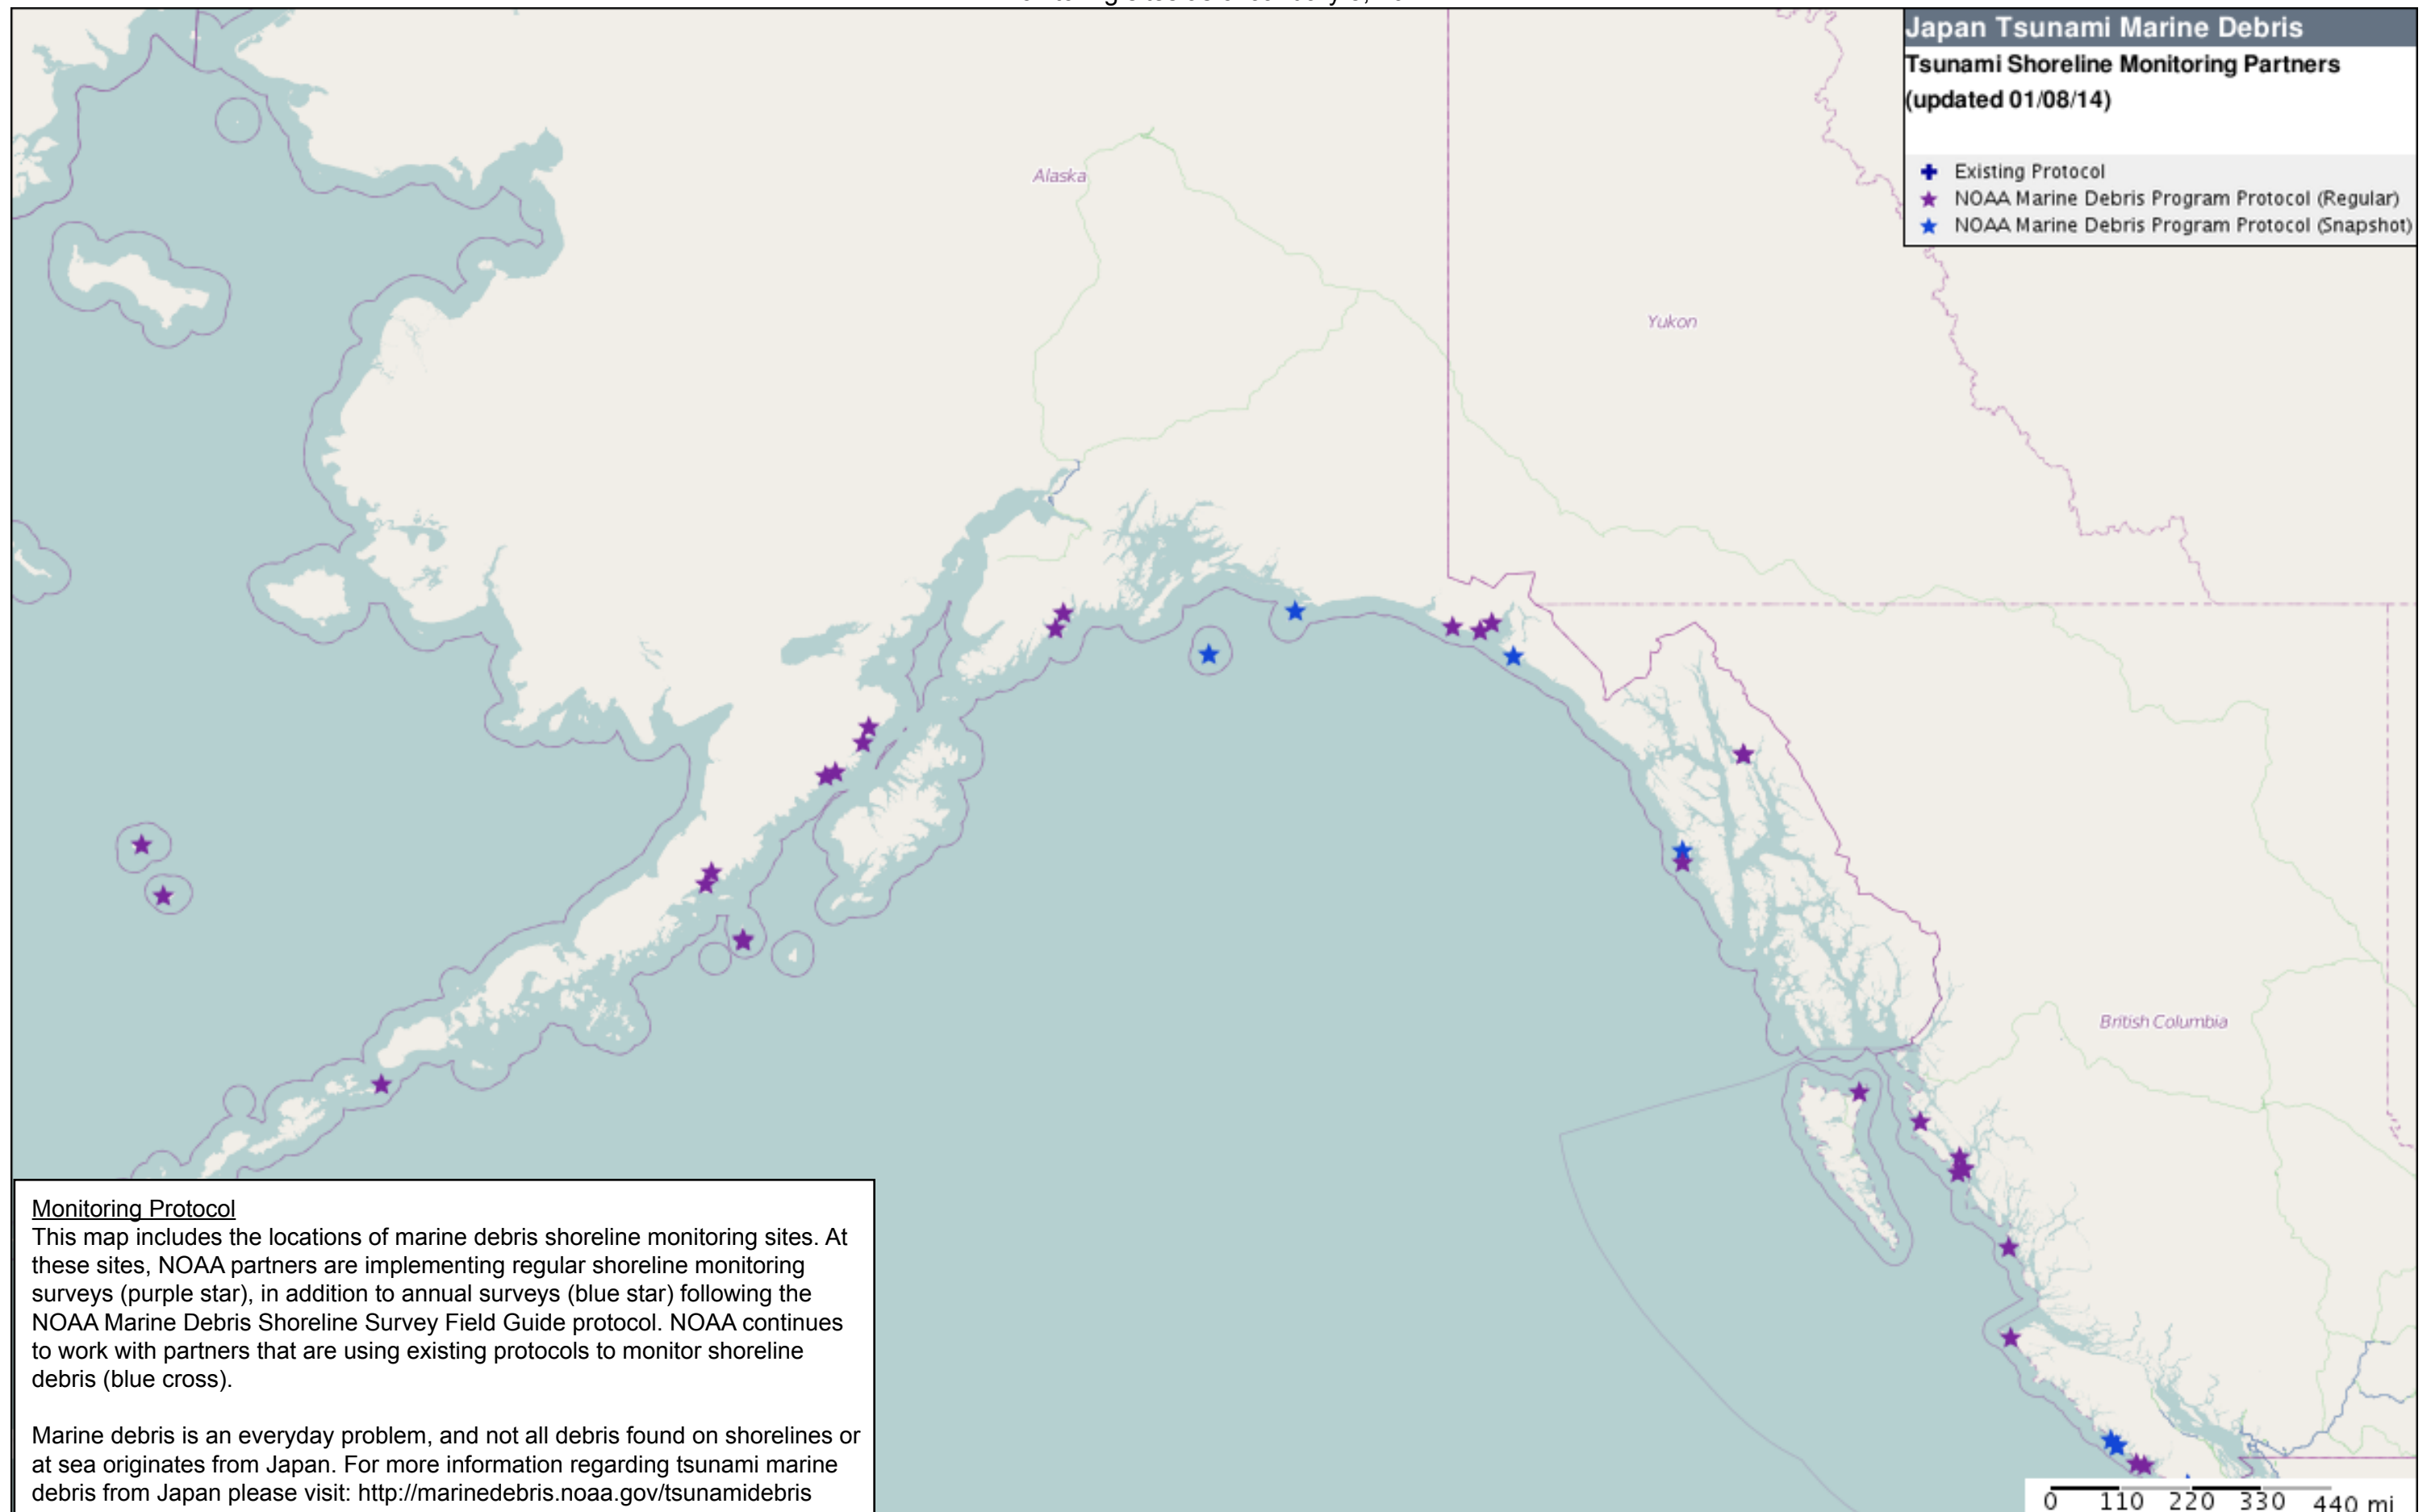 Japan Tsunami Marine Debris
Tsunami Shoreline Monitoring Partners
(updated 01/08/14)
Existing Protocol
NOAA Marine Debris Program Protocol (Regular)
NOAA Marine Debris Program Protocol (Snapshot)
Alaska
Yukon
British Columbia
Monitoring Protocol
This map includes the locations of marine debris shoreline monitoring sites. At
these sites, NOAA partners are implementing regular shoreline monitoring
surveys (purple star), in addition to annual surveys (blue star) following the
NOAA Marine Debris Shoreline Survey Field Guide protocol. NOAA continues
to work with partners that are using existing protocols to monitor shoreline
debris (blue cross).
Marine debris is an everyday problem, and not all debris found on shorelines or
at sea originates from Japan. For more information regarding tsunami marine
debris from Japan please visit: http://marinedebris.noaa.gov/tsunamidebris
0 110 220 330 440 mi